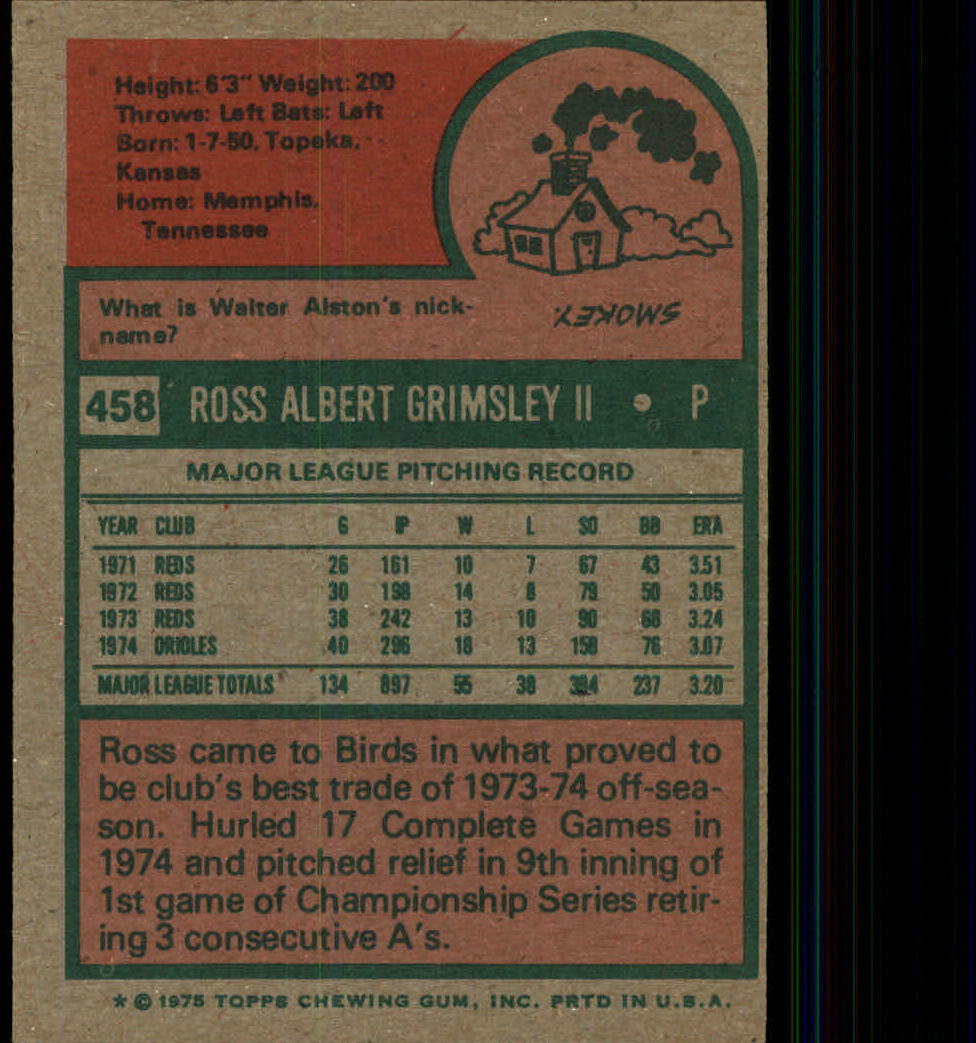 Height: 6'3" Weight: 200
Throws: Left Bats: Left
Born: 1-7-50, Topeka,
Kansas
Home: Memphis,
Tennessee
What is Walter Alston's nick-
name?
SMOKEY.
458 ROSS ALBERT GRIMSLEY II • P
MAJOR LEAGUE PITCHING RECORD
YEAR CLUB G IP W L SO BB ERA
1971 REDS 26 161 10 7 67 43 3.51
1972 REDS 30 198 14 8 79 50 3.05
1973 REDS 38 242 13 10 90 68 3.24
1974 ORIOLES 40 296 18 13 158 76 3.07
MAJOR LEAGUE TOTALS 134 897 55 38 394 237 3.20
Ross came to Birds in what proved to
be club's best trade of 1973-74 off-sea-
son. Hurled 17 Complete Games in
1974 and pitched relief in 9th inning of
1st game of Championship Series retir-
ing 3 consecutive A's.
* © 1975 TOPPS CHEWING GUM, INC. PRTD IN U.S.A.